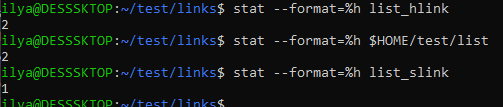 ilya@DESSSKTOP:~/test/links$ stat --format=%h list_hlink
2
ilya@DESSSKTOP:~/test/links$ stat --format=%h $HOME/test/list
2
ilya@DESSSKTOP:~/test/links$ stat --format=%h list_slink
1
ilya@DESSSKTOP:~/test/links$